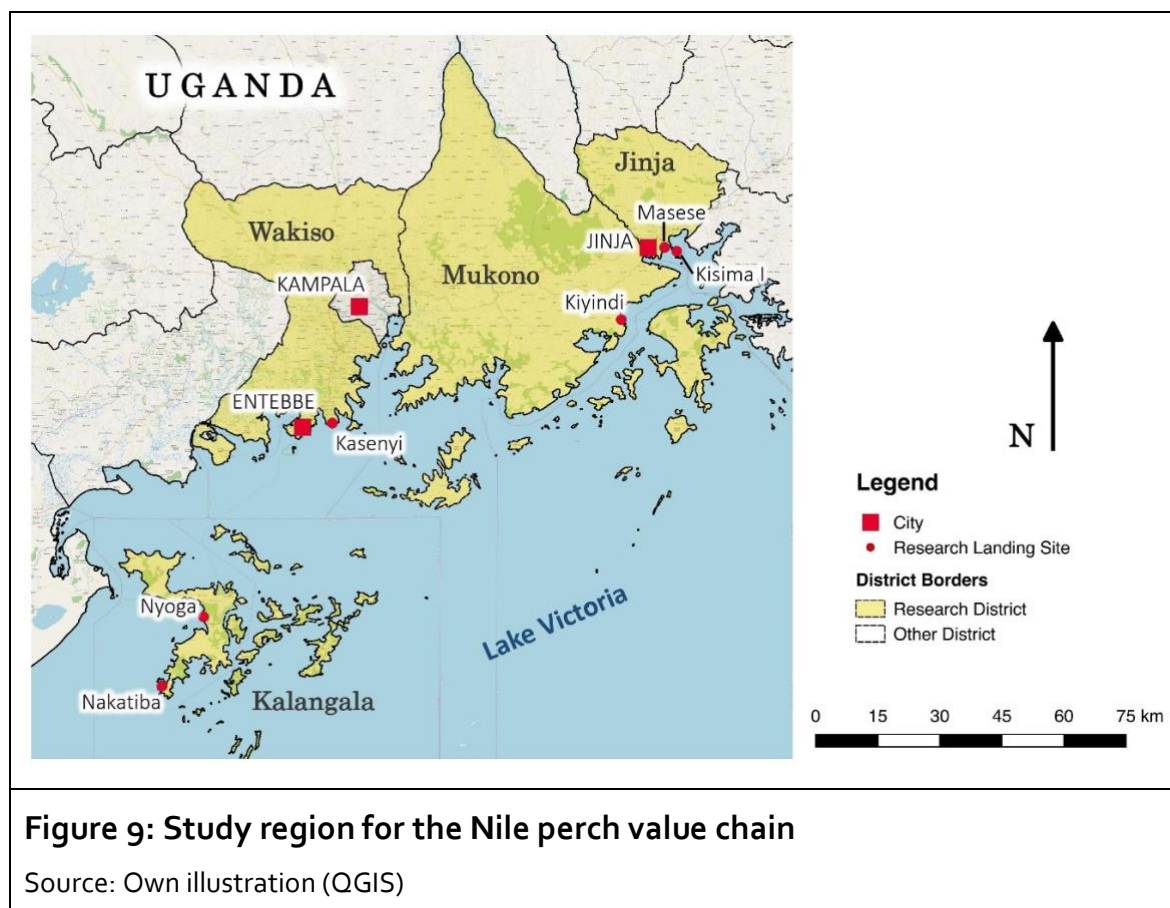 UGANDA
Jinja
Masese
Wakiso
JINJA
Mukono
Kisima I
KAMPALA
Kiyindi
ENTEBBE
Kasenyi
N
Legend
City
Research Landing Site
District Borders
Research District
Other District
Nyoga
Lake Victoria
Nakatiba
Kalangala
0 15 30 45 60 75 km
Figure 9: Study region for the Nile perch value chain
Source: Own illustration (QGIS)